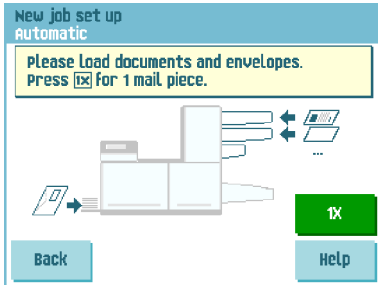 New job set up
Automatic
Please load documents and envelopes.
Press 1x for 1 mail piece.
...
1X
Back
Help